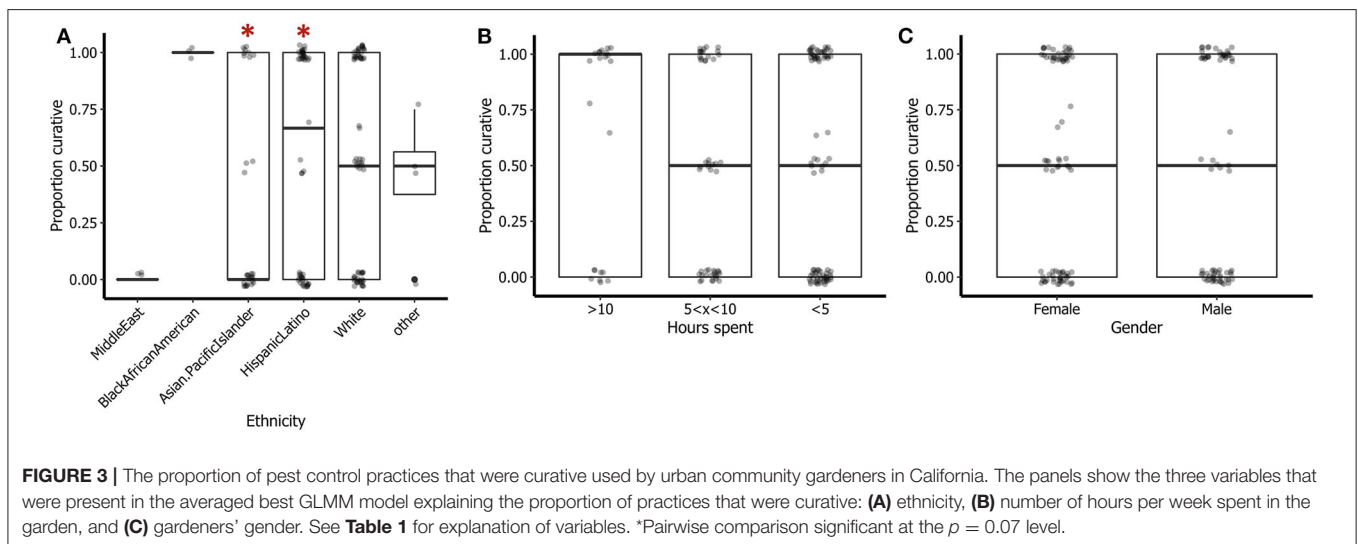 A
* *
Proportion curative
1.00
0.75
0.50
0.25
0.00
MiddleEast
BlackAfricanAmerican
Asian.PacificIslander
HispanicLatino
White
other
Ethnicity
B
Proportion curative
1.00
0.75
0.50
0.25
0.00
>10 5<x<10 <5
Hours spent
C
Proportion curative
1.00
0.75
0.50
0.25
0.00
Female Male
Gender
FIGURE 3 | The proportion of pest control practices that were curative used by urban community gardeners in California. The panels show the three variables that
were present in the averaged best GLMM model explaining the proportion of practices that were curative: (A) ethnicity, (B) number of hours per week spent in the
garden, and (C) gardeners' gender. See Table 1 for explanation of variables. *Pairwise comparison significant at the p = 0.07 level.